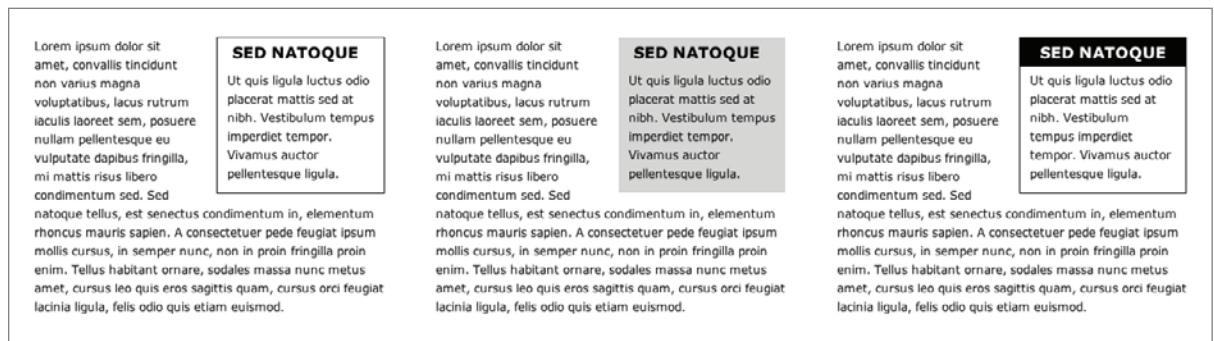 Lorem ipsum dolor sit
amet, convallis tincidunt
non varius magna
voluptatibus, lacus rutrum
iaculis laoreet sem, posuere
nullam pellentesque eu
vulputate dapibus fringilla,
mi mattis risus libero
condimentum sed. Sed
natoque tellus, est senectus condimentum in, elementum
rhoncus mauris sapien. A consectetuer pede feugiat ipsum
mollis cursus, in semper nunc, non in proin fringilla proin
enim. Tellus habitant ornare, sodales massa nunc metus
amet, cursus leo quis eros sagittis quam, cursus orci feugiat
lacinia ligula, felis odio quis etiam euismod.
SED NATOQUE
Ut quis ligula luctus odio
placerat mattis sed at
nibh. Vestibulum tempus
imperdiet tempor.
Vivamus auctor
pellentesque ligula.
Lorem ipsum dolor sit
amet, convallis tincidunt
non varius magna
voluptatibus, lacus rutrum
iaculis laoreet sem, posuere
nullam pellentesque eu
vulputate dapibus fringilla,
mi mattis risus libero
condimentum sed. Sed
natoque tellus, est senectus condimentum in, elementum
rhoncus mauris sapien. A consectetuer pede feugiat ipsum
mollis cursus, in semper nunc, non in proin fringilla proin
enim. Tellus habitant ornare, sodales massa nunc metus
amet, cursus leo quis eros sagittis quam, cursus orci feugiat
lacinia ligula, felis odio quis etiam euismod.
SED NATOQUE
Ut quis ligula luctus odio
placerat mattis sed at
nibh. Vestibulum tempus
imperdiet tempor.
Vivamus auctor
pellentesque ligula.
Lorem ipsum dolor sit
amet, convallis tincidunt
non varius magna
voluptatibus, lacus rutrum
iaculis laoreet sem, posuere
nullam pellentesque eu
vulputate dapibus fringilla,
mi mattis risus libero
condimentum sed. Sed
natoque tellus, est senectus condimentum in, elementum
rhoncus mauris sapien. A consectetuer pede feugiat ipsum
mollis cursus, in semper nunc, non in proin fringilla proin
enim. Tellus habitant ornare, sodales massa nunc metus
amet, cursus leo quis eros sagittis quam, cursus orci feugiat
lacinia ligula, felis odio quis etiam euismod.
SED NATOQUE
Ut quis ligula luctus odio
placerat mattis sed at
nibh. Vestibulum
tempus imperdiet
tempor. Vivamus auctor
pellentesque ligula.